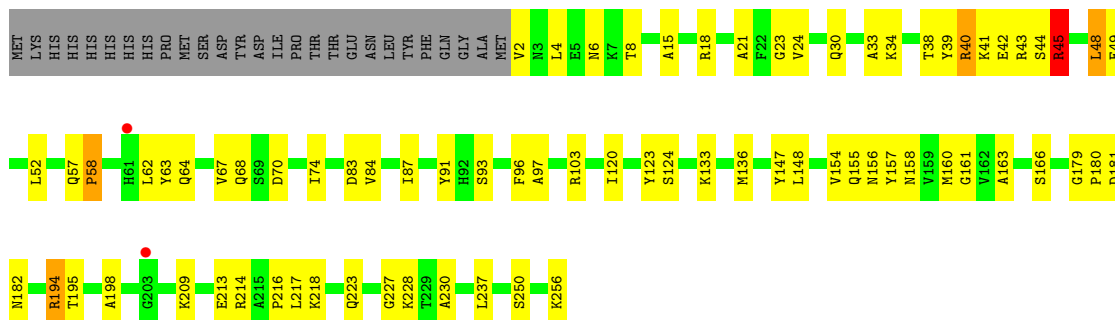 MET LYS HIS HIS HIS HIS HIS HIS PRO MET SER ASP TYR ASP ILE PRO THR THR GLU ASN LEU TYR PHE GLN GLY ALA MET V2 N3 L4 E5 N6 K7 T8 A15 R18 A21 F22 G23 V24 Q30 A33 K34 T38 Y39 R40 K41 E42 R43 S44 R45 L48
L52 Q57 P58 H61 L62 Y63 Q64 V67 Q68 S69 D70 I74 D83 V84 I87 Y91 H92 S93 F96 A97 R103 I120 Y123 S124 K133 M136 Y147 L148 V154 Q155 N156 Y157 N158 V159 M160 G161 V162 A163 S166 G179 P180
N182 R194 T195 A198 G203 K209 E213 R214 A215 P216 L217 K218 Q223 G227 K228 T229 A230 L237 S250 K256